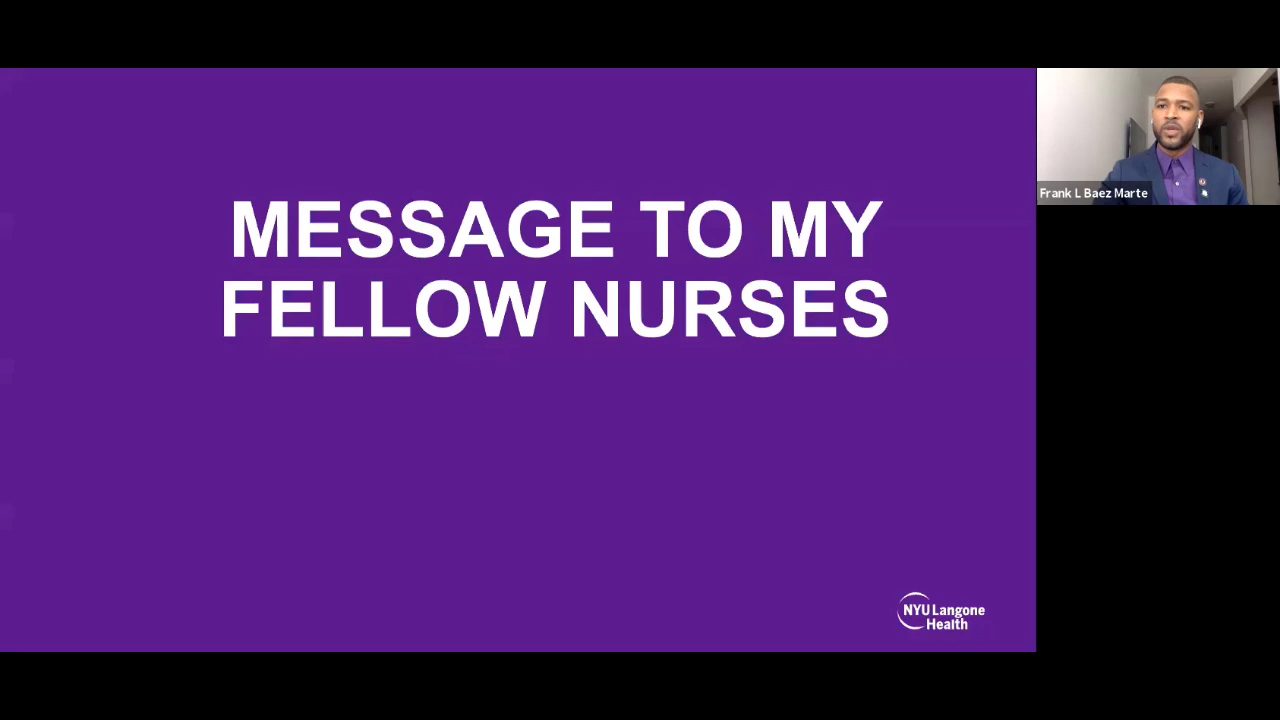 MESSAGE TO MY
FELLOW NURSES
Frank L Baez Marte
NYU Langone
Health